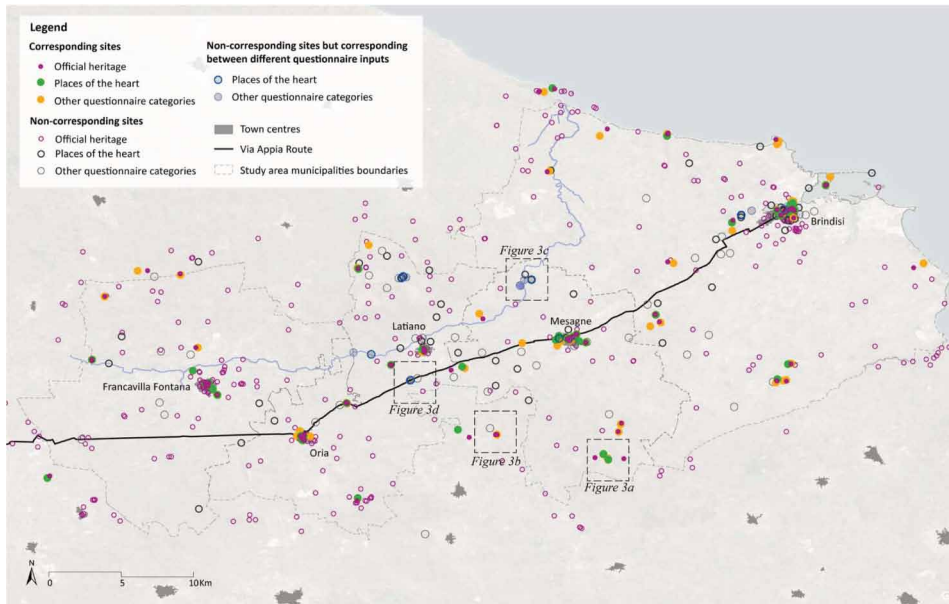 Legend
Corresponding sites
Official heritage
Places of the heart
Other questionnaire categories
Non-corresponding sites
Official heritage
Places of the heart
Other questionnaire categories
Non-corresponding sites but corresponding
between different questionnaire inputs
Places of the heart
Other questionnaire categories
Town centres
Via Appia Route
Study area municipalities boundaries
Brindisi
Figure 3c
Mesagne
Latiano
Francavilla Fontana
Figure 3d
Oria
Figure 3b
Figure 3a
N
0 5 10Km